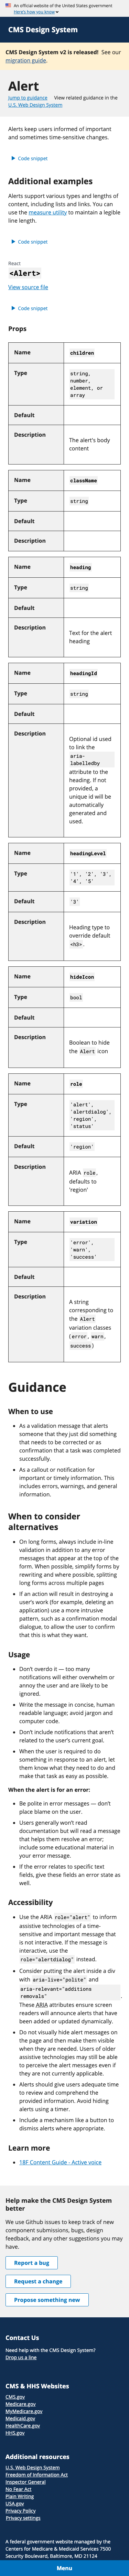 An official website of the United States government
Here's how you know
CMS Design System
CMS Design System v2 is released! See our
migration guide.
Alert
Jump to guidance View related guidance in the
U.S. Web Design System
Alerts keep users informed of important
and sometimes time-sensitive changes.
Code snippet
Additional examples
Alerts support various types and lengths of
content, including lists and links. You can
use the measure utility to maintain a legible
line length.
Code snippet
React
<Alert>
View source file
Code snippet
Props
Name children
Type string,
number,
element, or
array
Default
Description The alert's body
content
Name className
Type string
Default
Description
Name heading
Type string
Default
Description Text for the alert
heading
Name headingId
Type string
Default
Description Optional id used
to link the
aria-
labelledby
attribute to the
heading. If not
provided, a
unique id will be
automatically
generated and
used.
Name headingLevel
Type '1', '2', '3',
'4', '5'
Default '3'
Description Heading type to
override default
<h3>.
Name hideIcon
Type bool
Default
Description Boolean to hide
the Alert icon
Name role
Type 'alert',
'alertdialog',
'region',
'status'
Default 'region'
Description ARIA role,
defaults to
'region'
Name variation
Type 'error',
'warn',
'success'
Default
Description A string
corresponding to
the Alert
variation classes
(error, warn,
success)
Guidance
When to use
As a validation message that alerts
someone that they just did something
that needs to be corrected or as
confirmation that a task was completed
successfully.
As a callout or notification for
important or timely information. This
includes errors, warnings, and general
information.
When to consider
alternatives
On long forms, always include in-line
validation in addition to any error
messages that appear at the top of the
form. When possible, simplify long forms
by hiding irrelevant questions, or where
that's not possible, splitting up
questions across multiple pages
If an action will result in destroying a
user's work (for example, deleting an
application) use a more intrusive
pattern, such as a confirmation modal
dialogue, to allow the user to confirm
that this is what they want.
Usage
Don't overdo it — too many
notifications will either overwhelm or
annoy the user and are likely to be
ignored.
Write the message in concise, human
readable language; avoid jargon and
computer code.
Don't include notifications that aren't
related to the user's current goal.
When the user is required to do
something in response to an alert, let
them know what they need to do and
make that task as easy as possible.
When the alert is for an error:
Be polite in error messages — don't
place blame on the user.
Users generally won't read
documentation but will read a message
that helps them resolve an error;
include some educational material in
your error message.
If the error relates to specific text
fields, give those fields an error state as
well.
Accessibility
Use the ARIA role="alert" to inform
assistive technologies of a time-
sensitive and important message that is
not interactive. If the message is
interactive, use the
role="alertdialog" instead.
Consider putting the alert inside a div
with aria-live="polite" and
aria-relevant="additions
removals".
These ARIA attributes ensure screen
readers will be made aware of any alerts
that were added or changed
dynamically.
Do not visually hide alert messages on
the page and then make them visible
when they are needed. Users of older
assistive technologies may still be able
to perceive the alert messages even if
they are not currently applicable.
Alerts should give users adequate time
to review and comprehend the
provided information. Avoid hiding
alerts using a timer.
Include a mechanism like a button to
dismiss alerts when appropriate.
Learn more
18F Content Guide - Active voice
Help make the CMS Design System
better
We use Github issues to keep track of new
component submissions, bugs, design
feedback, and any other questions you may
have.
Report a bug
Request a change
Propose something new
Contact Us
Need help with the CMS Design System?
Drop us a line
CMS & HHS Websites
CMS.gov
Medicare.gov
MyMedicare.gov
Medicaid.gov
HealthCare.gov
HHS.gov
Additional resources
U.S. Web Design System
Freedom of Information Act
Inspector General
No Fear Act
Plain Writing
USA.gov
Privacy Policy
Privacy settings
A federal government website managed by the
Centers for Medicare & Medicaid Services 7500
Security Boulevard, Baltimore, MD 21124
Menu